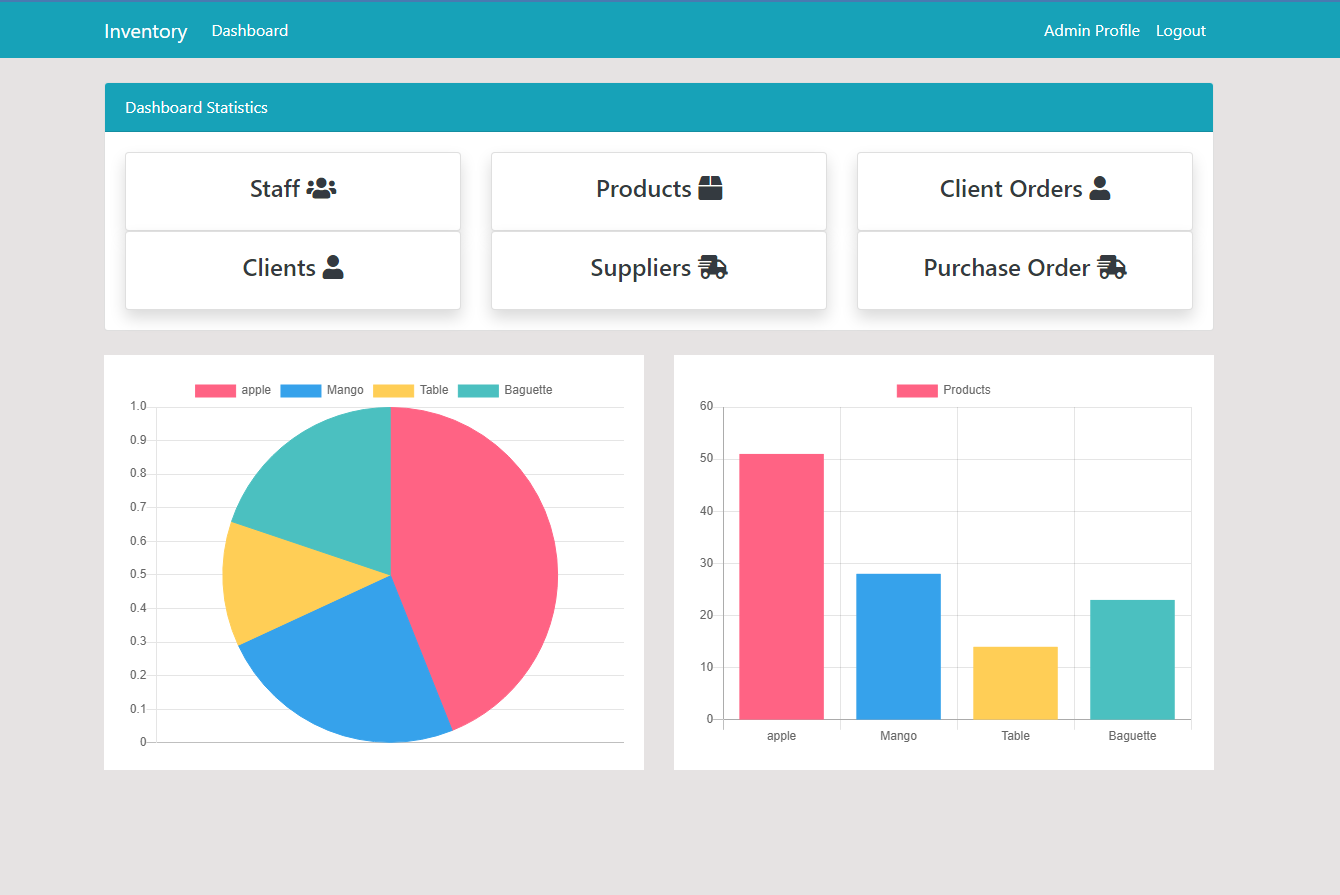 Inventory Dashboard Admin Profile Logout
Dashboard Statistics
Staff Products Client Orders
Clients Suppliers Purchase Order
apple Mango Table Baguette
1.0
0.9
0.8
0.7
0.6
0.5
0.4
0.3
0.2
0.1
0
Products
60
50
40
30
20
10
0
apple Mango Table Baguette